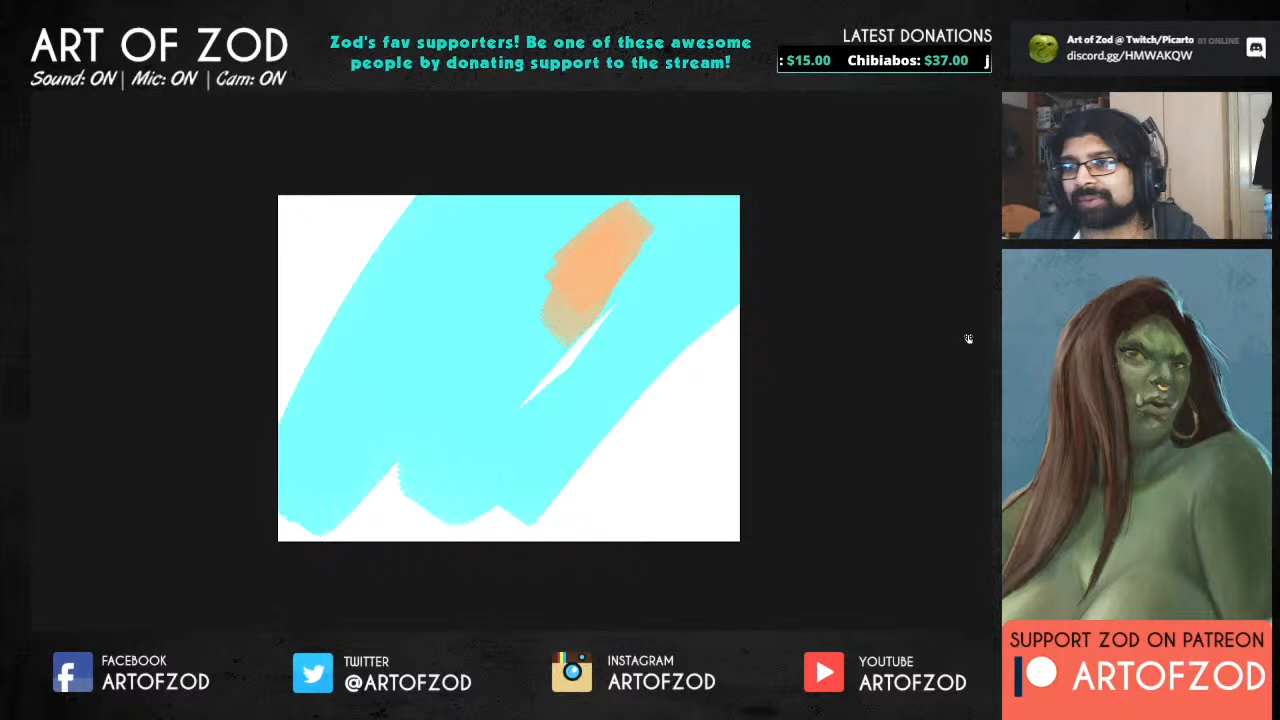 ART OF ZOD
Sound: ON | Mic: ON | Cam: ON
Zod's fav supporters! Be one of these awesome
people by donating support to the stream!
LATEST DONATIONS
: $15.00 Chibiabos: $37.00 j
Art of Zod @ Twitch/Picarto 81 ONLINE
discord.gg/HMWAKQW
SUPPORT ZOD ON PATREON
ARTOFZOD
FACEBOOK
ARTOFZOD
TWITTER
@ARTOFZOD
INSTAGRAM
ARTOFZOD
YOUTUBE
ARTOFZOD